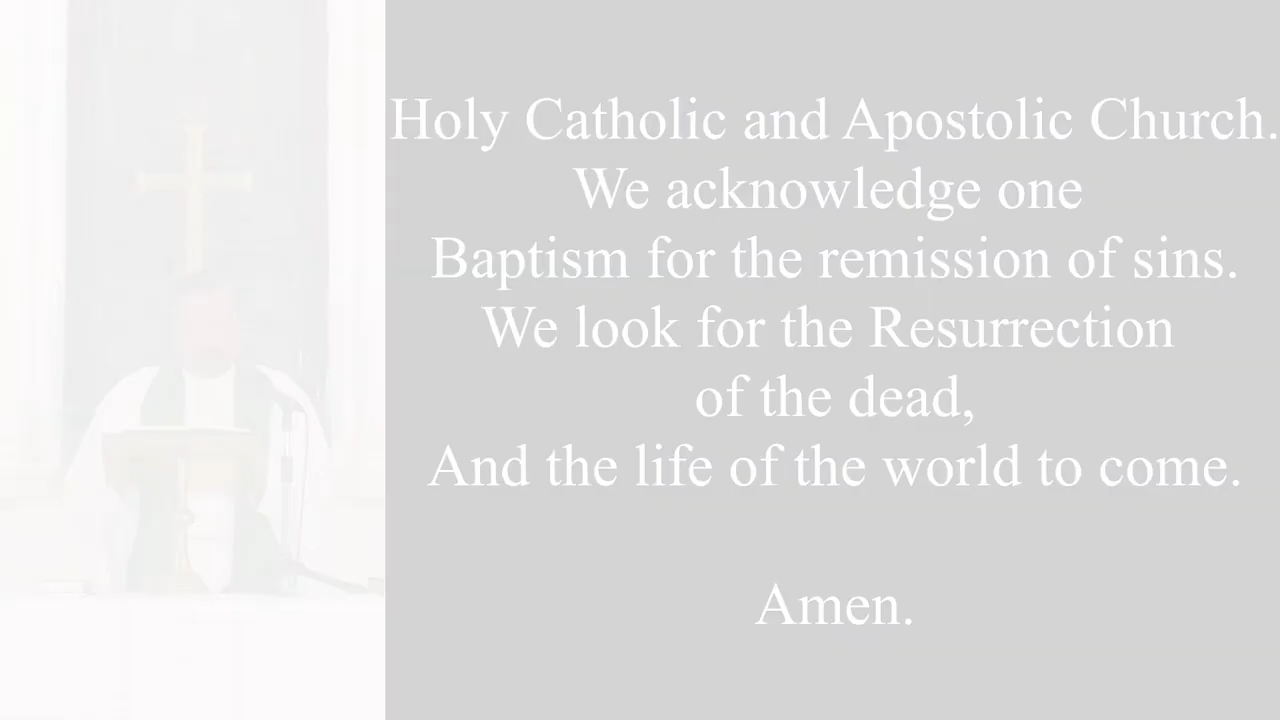 Holy Catholic and Apostolic Church.
We acknowledge one
Baptism for the remission of sins.
We look for the Resurrection
of the dead,
And the life of the world to come.
Amen.